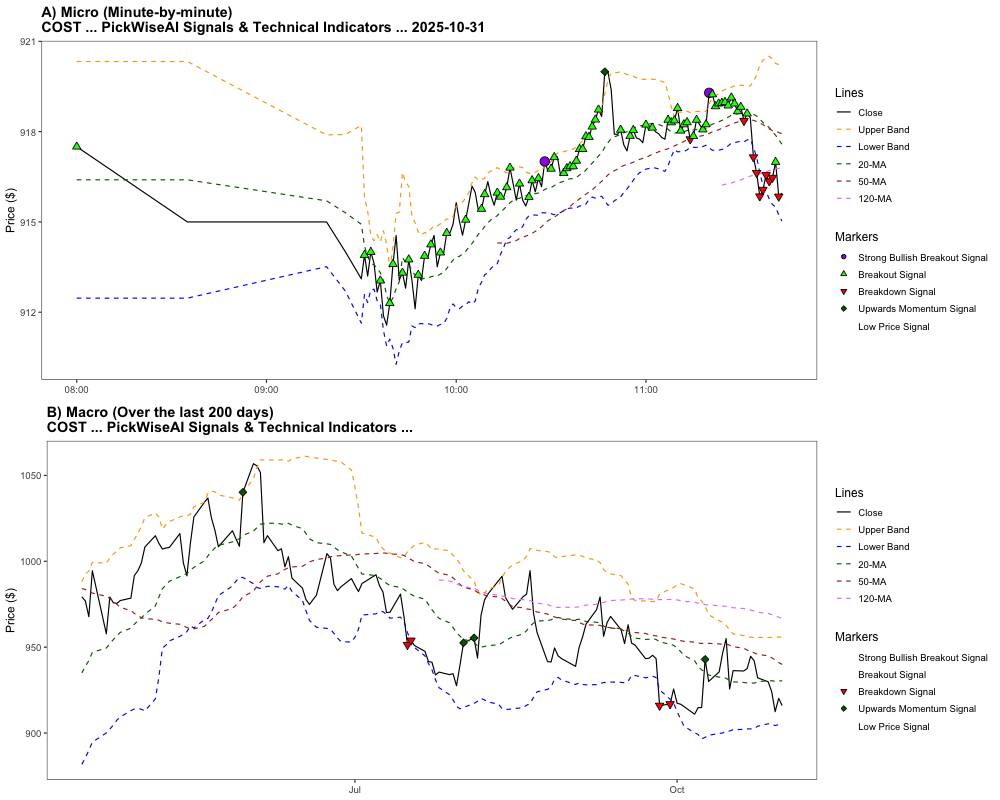 A) Micro (Minute-by-minute)
COST ... PickWiseAI Signals & Technical Indicators ... 2025-10-31
921
918
915
912
Price ($)
08:00
09:00
10:00
11:00
Lines
Close
Upper Band
Lower Band
20-MA
50-MA
120-MA
Markers
Strong Bullish Breakout Signal
Breakout Signal
Breakdown Signal
Upwards Momentum Signal
Low Price Signal
B) Macro (Over the last 200 days)
COST ... PickWiseAI Signals & Technical Indicators ...
1050
1000
950
900
Price ($)
Jul
Oct
Lines
Close
Upper Band
Lower Band
20-MA
50-MA
120-MA
Markers
Strong Bullish Breakout Signal
Breakout Signal
Breakdown Signal
Upwards Momentum Signal
Low Price Signal